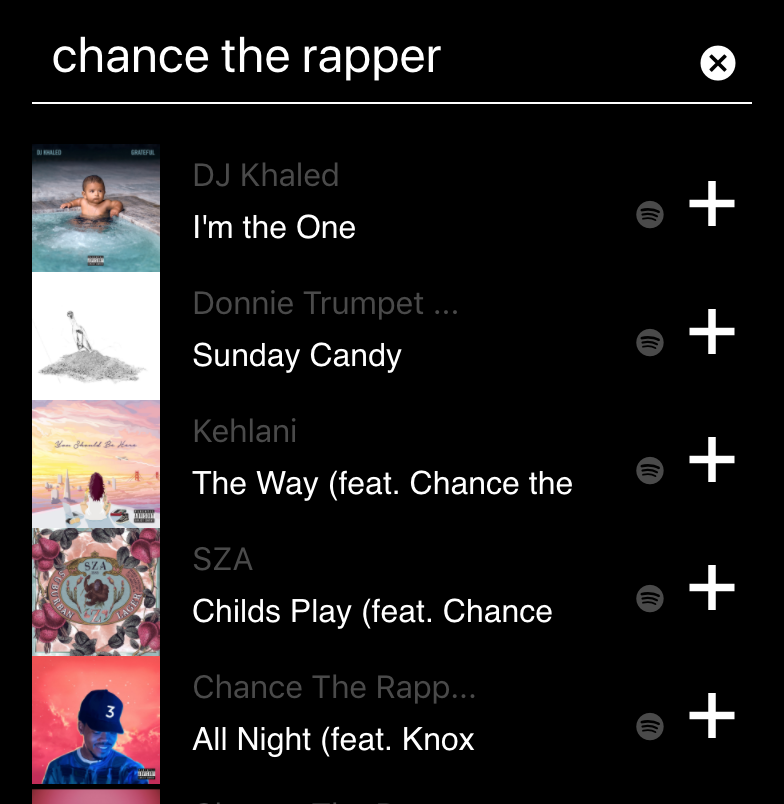 chance the rapper
DJ KHALED GRATEFUL
DJ Khaled
I'm the One
Donnie Trumpet ...
Sunday Candy
You Should Be Here
Kehlani
The Way (feat. Chance the
SZA
SZA
Childs Play (feat. Chance
3
Chance The Rapp...
All Night (feat. Knox